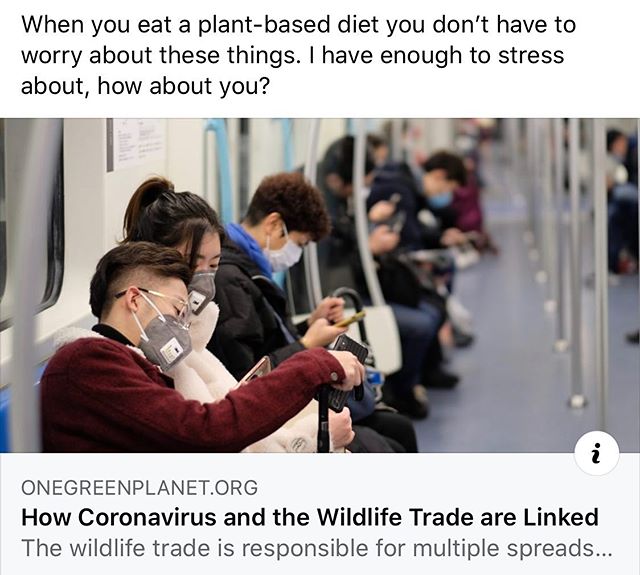 When you eat a plant-based diet you don’t have to
worry about these things. I have enough to stress
about, how about you?
i
ONEGREENPLANET.ORG
How Coronavirus and the Wildlife Trade are Linked
The wildlife trade is responsible for multiple spreads...